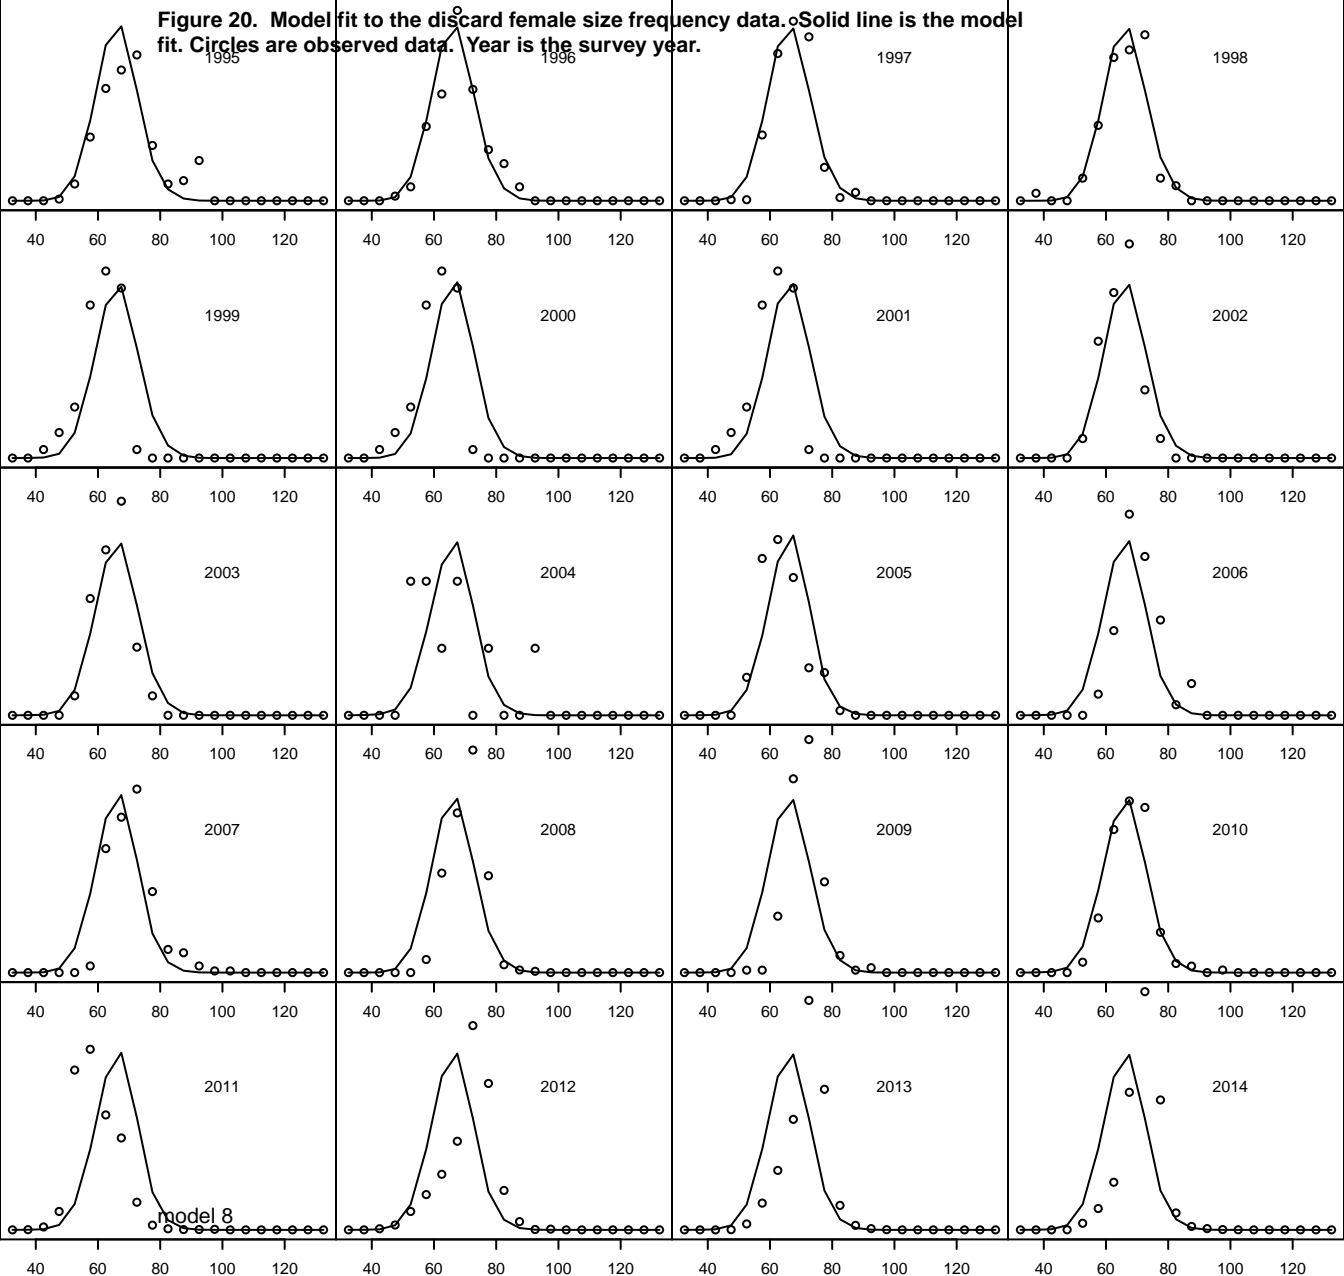 Figure 20.  Model fit to the discard female size frequency data.  Solid line is the model
fit. Circles are observed data.  Year is the survey year.
1995 1996 1997 1998
40 60 80 100 120 40 60 80 100 120 40 60 80 100 120 40 60 80 100 120
1999 2000 2001 2002
40 60 80 100 120 40 60 80 100 120 40 60 80 100 120 40 60 80 100 120
2003 2004 2005 2006
40 60 80 100 120 40 60 80 100 120 40 60 80 100 120 40 60 80 100 120
2007 2008 2009 2010
40 60 80 100 120 40 60 80 100 120 40 60 80 100 120 40 60 80 100 120
2011 2012 2013 2014
model 8
40 60 80 100 120 40 60 80 100 120 40 60 80 100 120 40 60 80 100 120